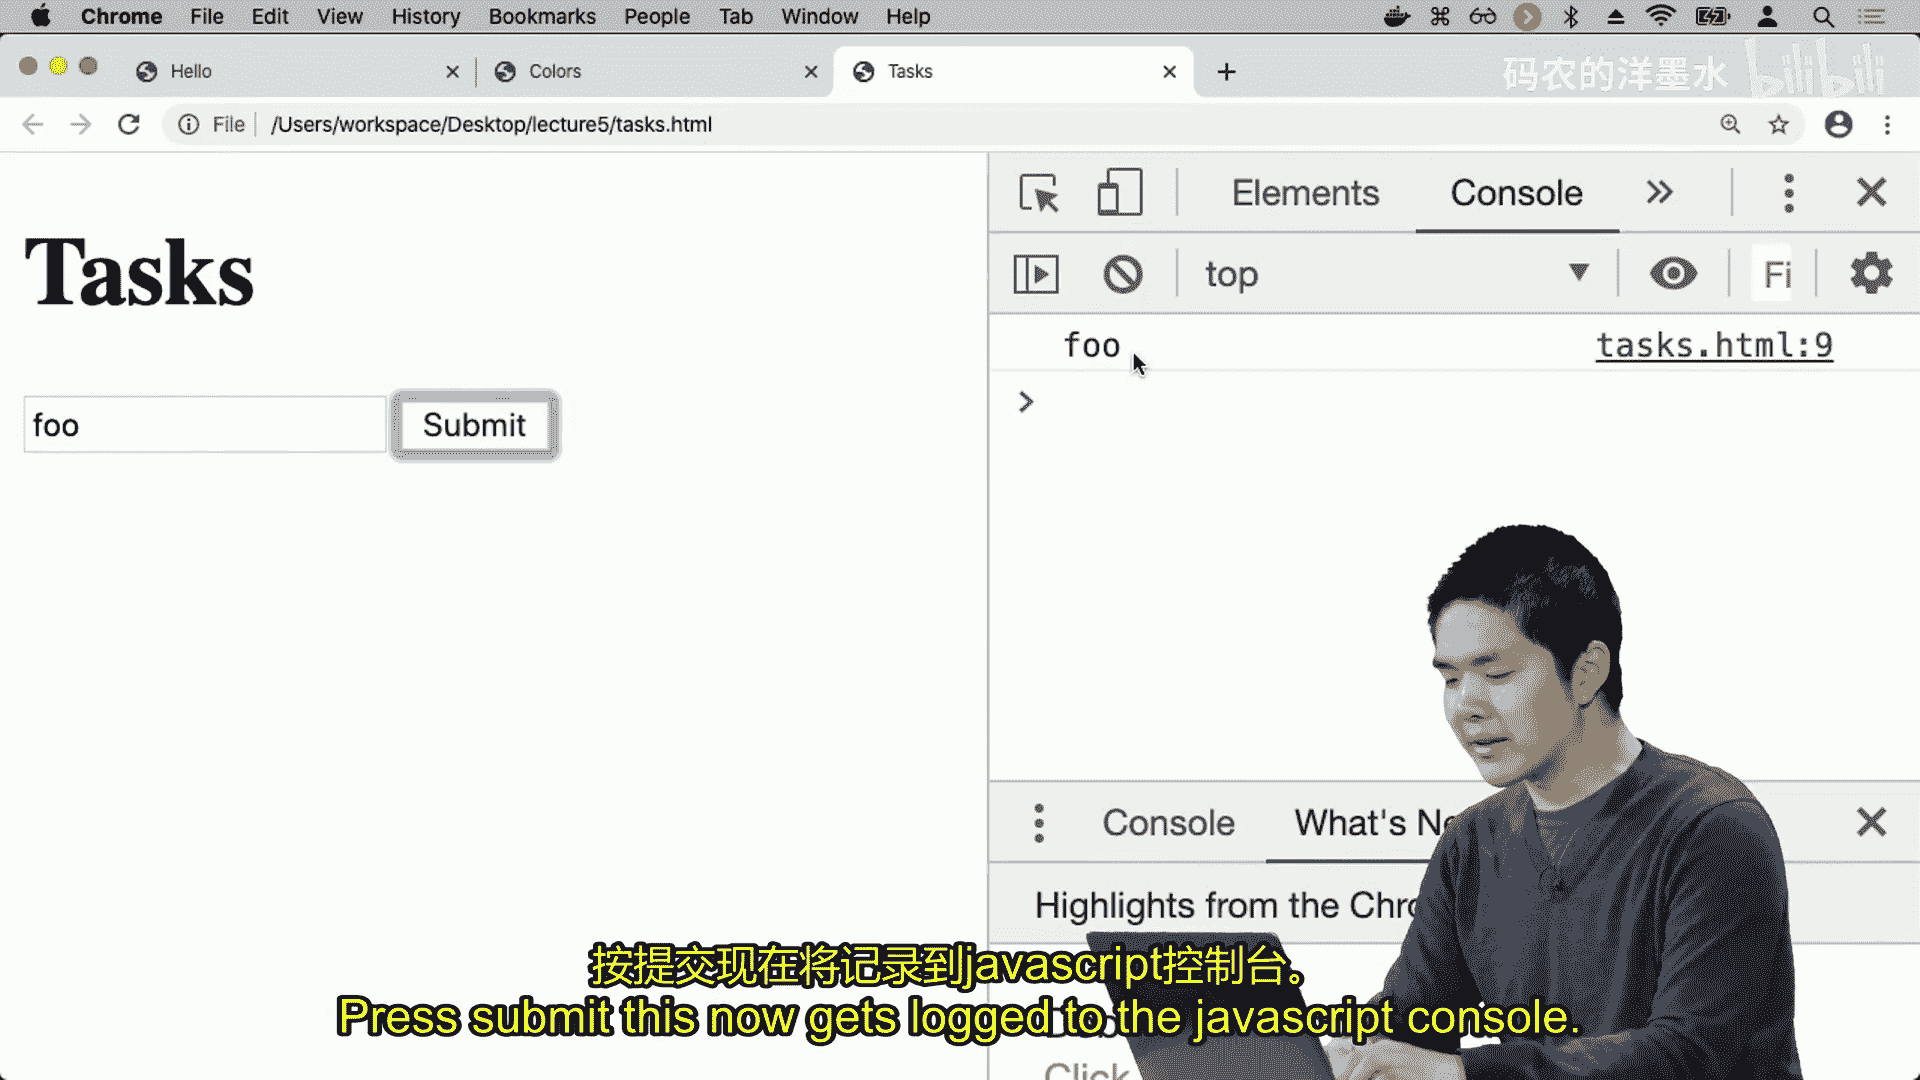 Chrome File Edit View History Bookmarks People Tab Window Help
Hello
Colors
Tasks
码农的洋墨水 bilibili
File /Users/workspace/Desktop/lecture5/tasks.html
Elements Console
top
Fi
Tasks
foo tasks.html:9
>
foo Submit
Console What's Ne
Highlights from the Chro
按提交现在将记录到javascript控制台。
Press submit this now gets logged to the javascript console.
Click